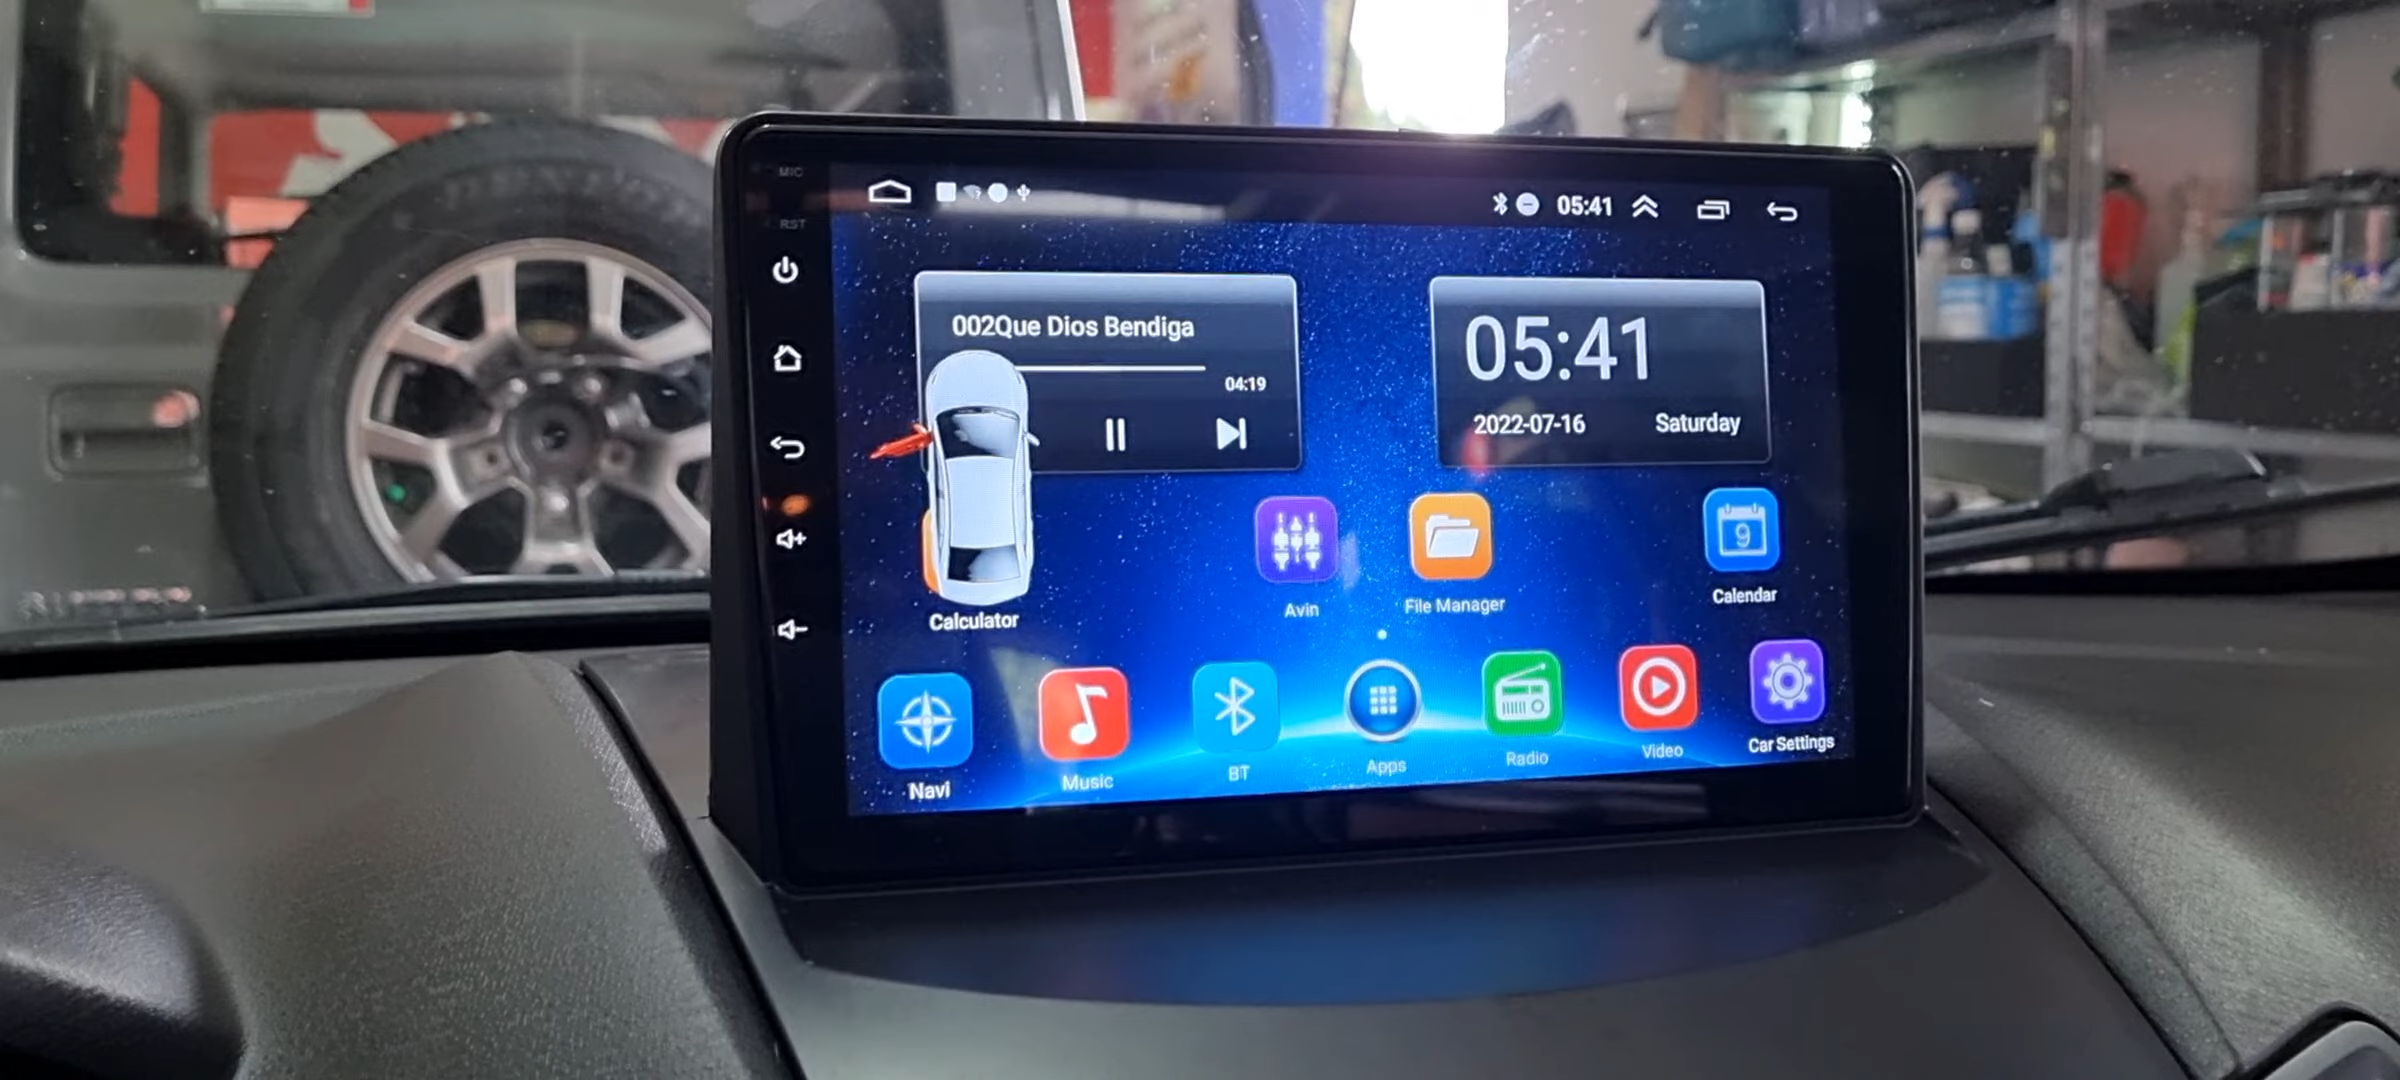 MIC
RST
05:41
002Que Dios Bendiga
04:19
05:41
2022-07-16 Saturday
9
Calculator
Avin
File Manager
Calendar
Navi
Music
BT
Apps
Radio
Video
Car Settings